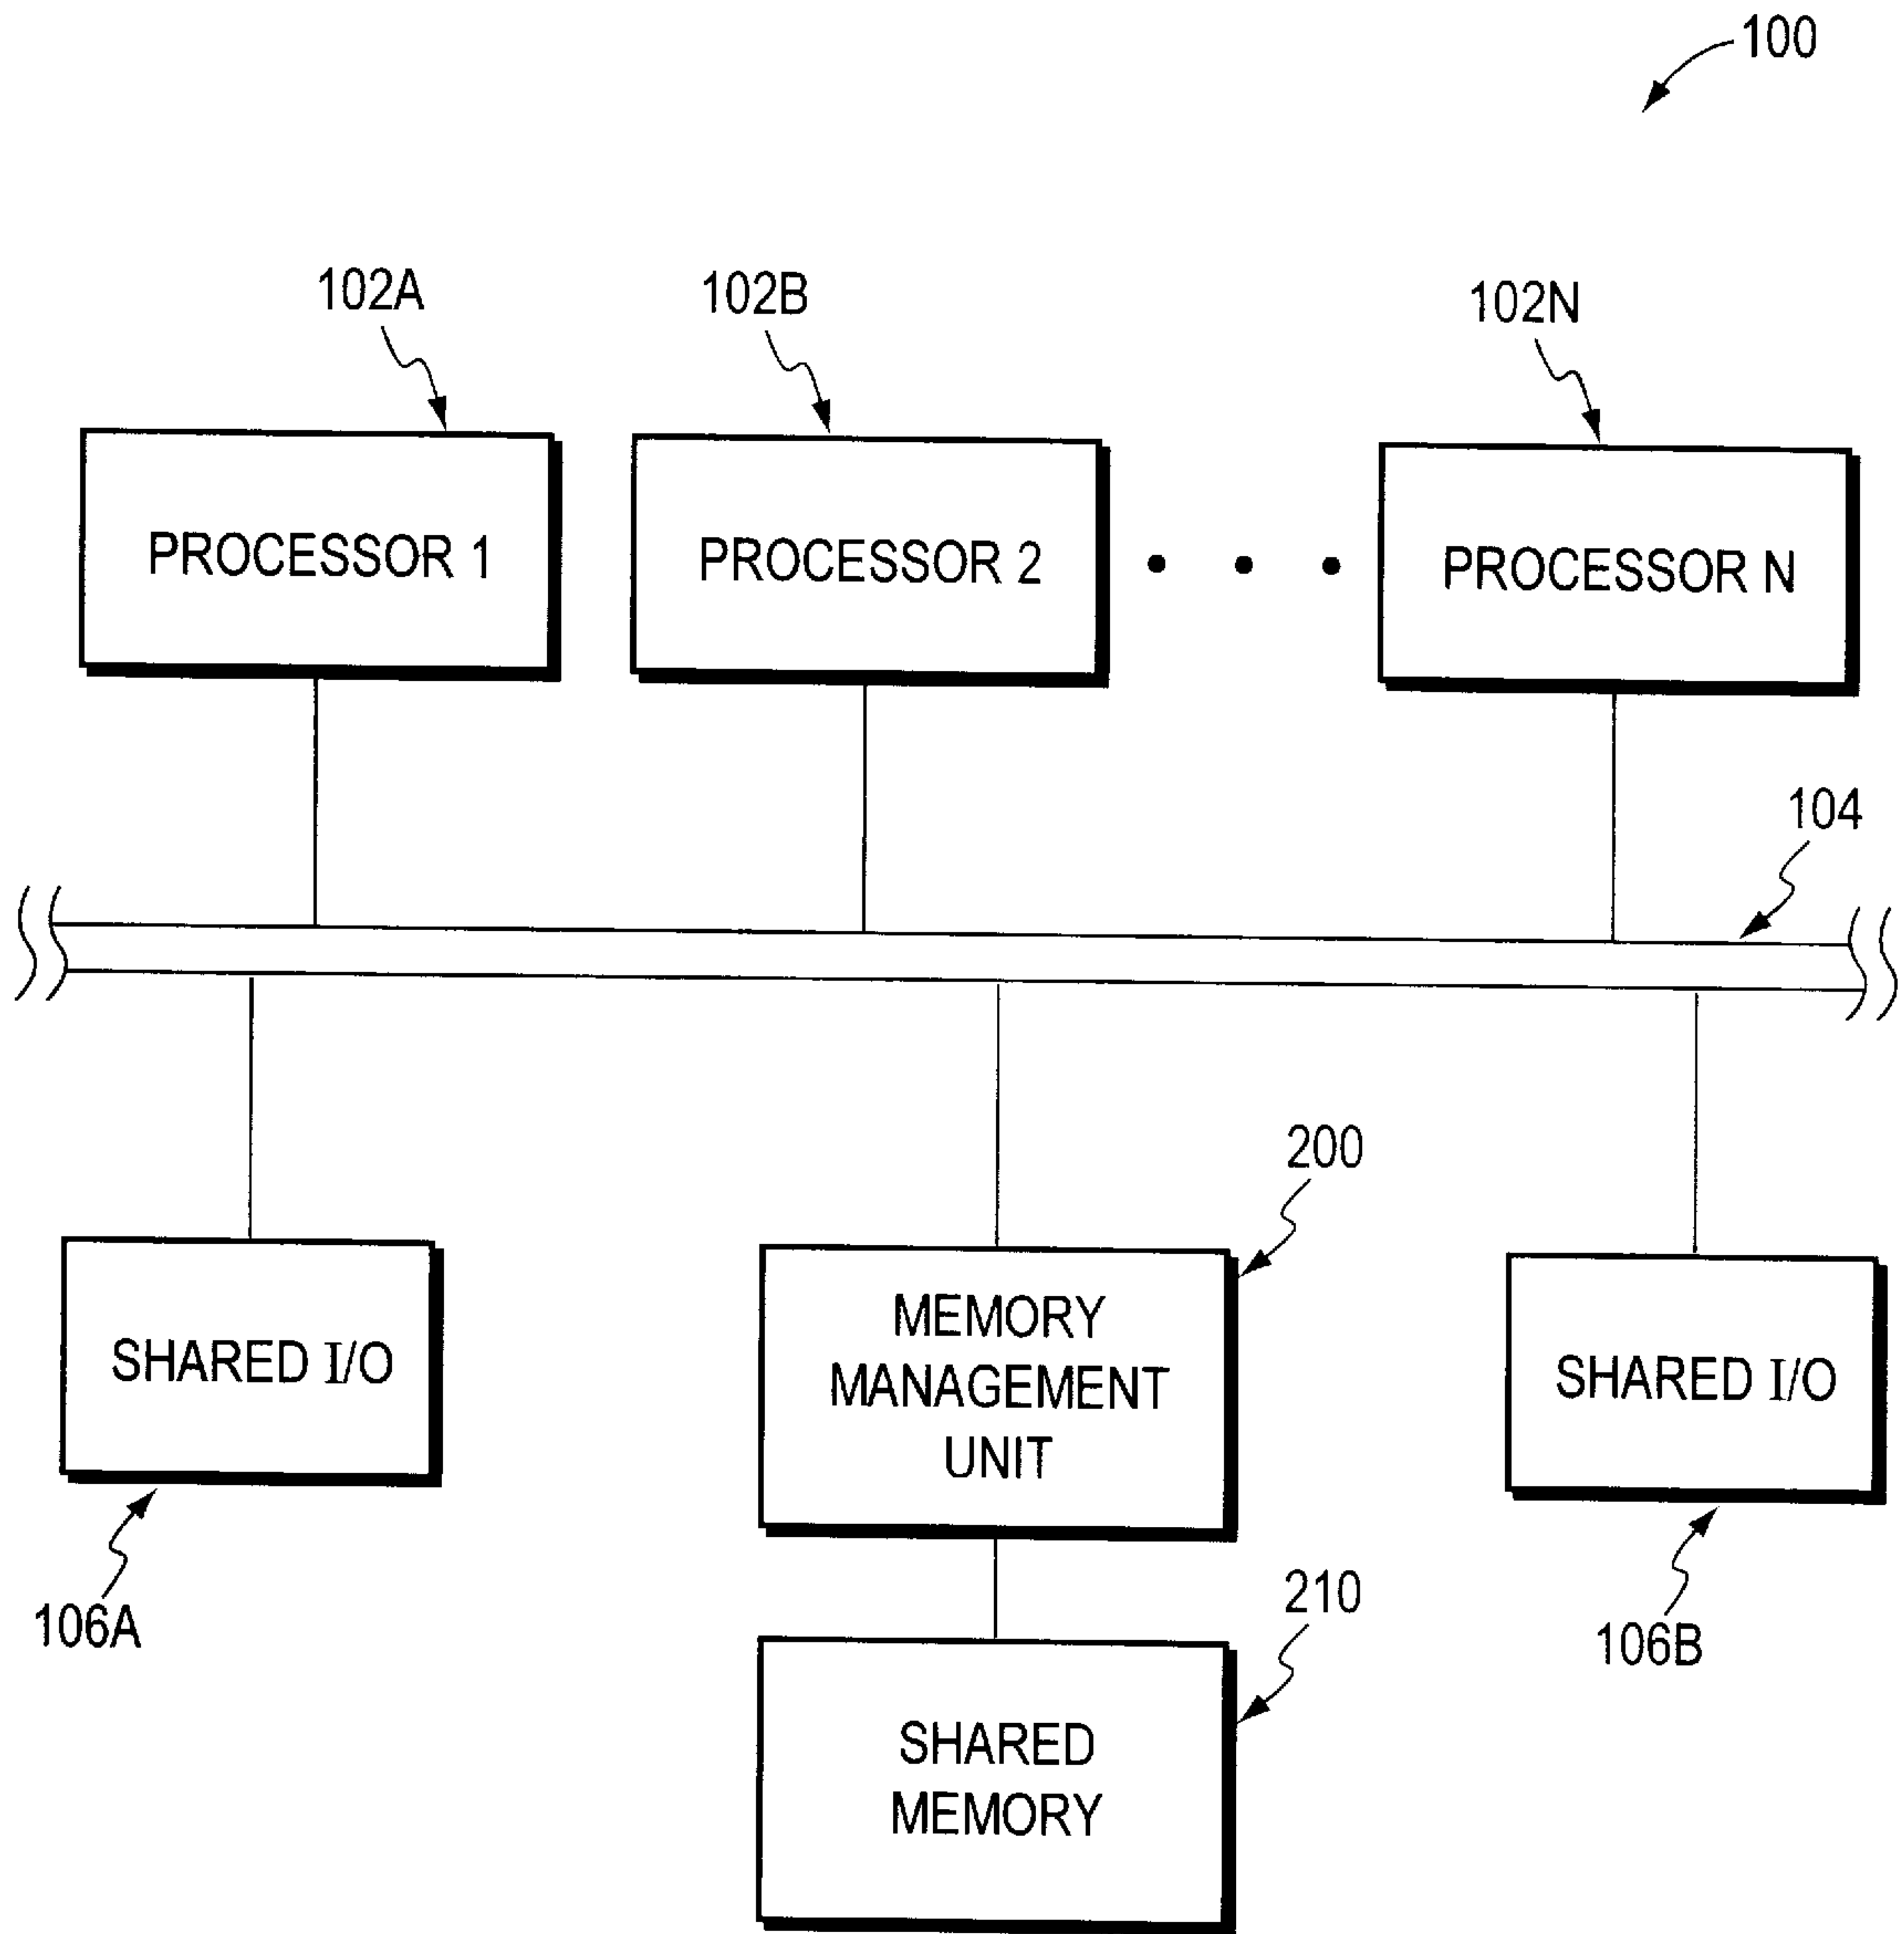 100
102A
102B
102N
PROCESSOR 1
PROCESSOR 2
PROCESSOR N
104
200
SHARED I/O
MEMORY
MANAGEMENT
UNIT
SHARED I/O
106A
210
106B
SHARED
MEMORY